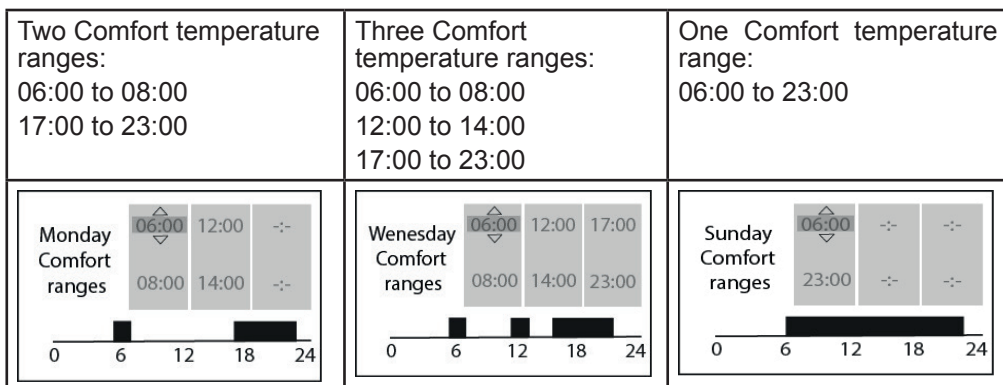 Two Comfort temperature
ranges:
06:00 to 08:00
17:00 to 23:00
Three Comfort
temperature ranges:
06:00 to 08:00
12:00 to 14:00
17:00 to 23:00
One Comfort temperature
range:
06:00 to 23:00
Monday
Comfort
ranges
06:00 12:00 -:-
08:00 14:00 -:-
0 6 12 18 24
Wenesday
Comfort
ranges
06:00 12:00 17:00
08:00 14:00 23:00
0 6 12 18 24
Sunday
Comfort
ranges
06:00 -:- -:-
23:00 -:- -:-
0 6 12 18 24